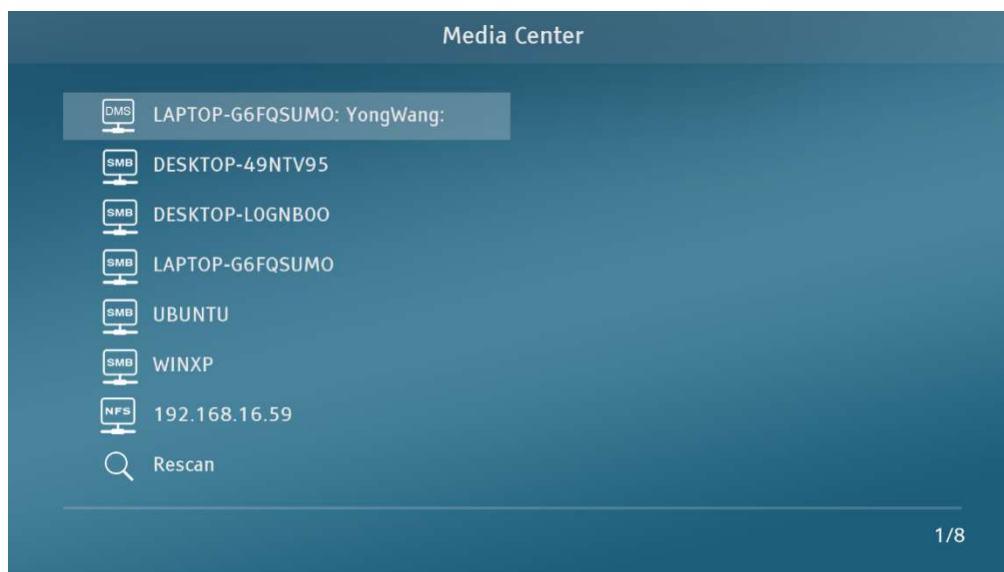 Media Center
DMS LAPTOP-G6FQSUMO: YongWang:
SMB DESKTOP-49NTV95
SMB DESKTOP-L0GNB0O
SMB LAPTOP-G6FQSUMO
SMB UBUNTU
SMB WINXP
NFS 192.168.16.59
Rescan
1/8